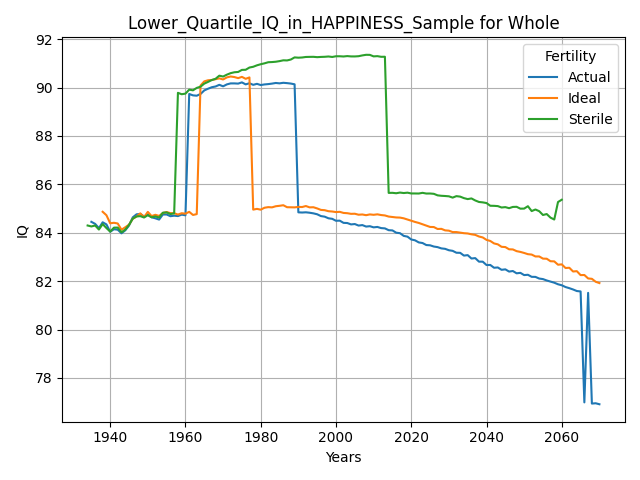 Lower_Quartile_IQ_in_HAPPINESS_Sample for Whole
92
90
88
86
84
82
80
78
IQ
Fertility
Actual
Ideal
Sterile
1940 1960 1980 2000 2020 2040 2060
Years